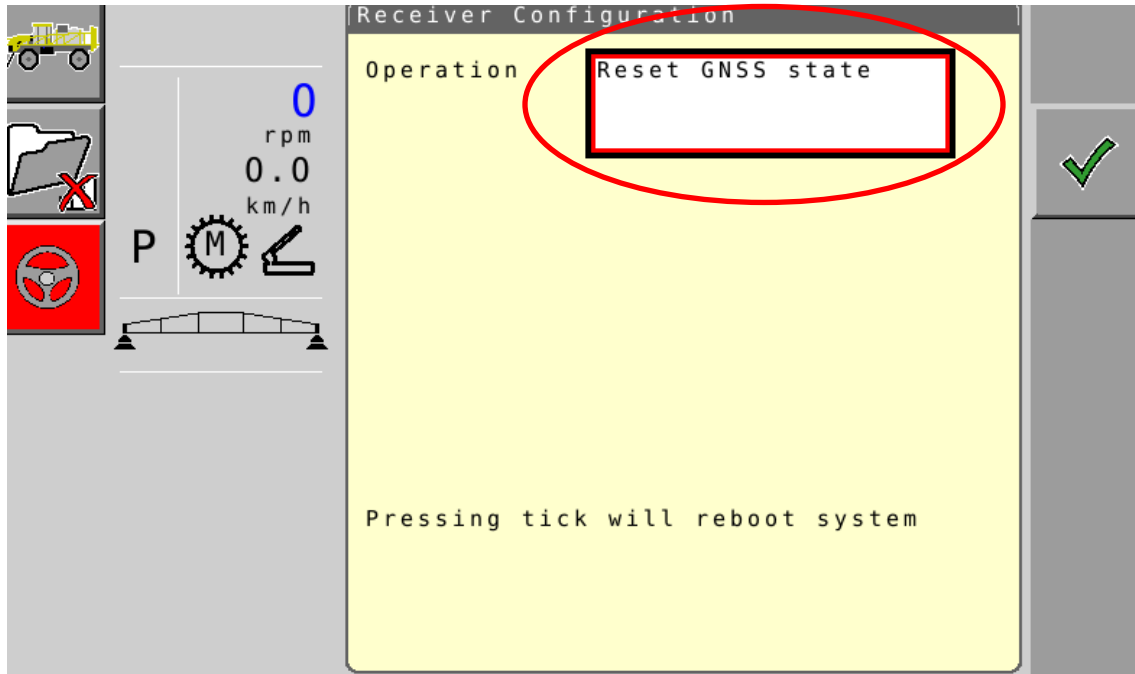 Receiver Configuration
Operation
Reset GNSS state
0
rpm
0.0
km/h
P
M
Pressing tick will reboot system